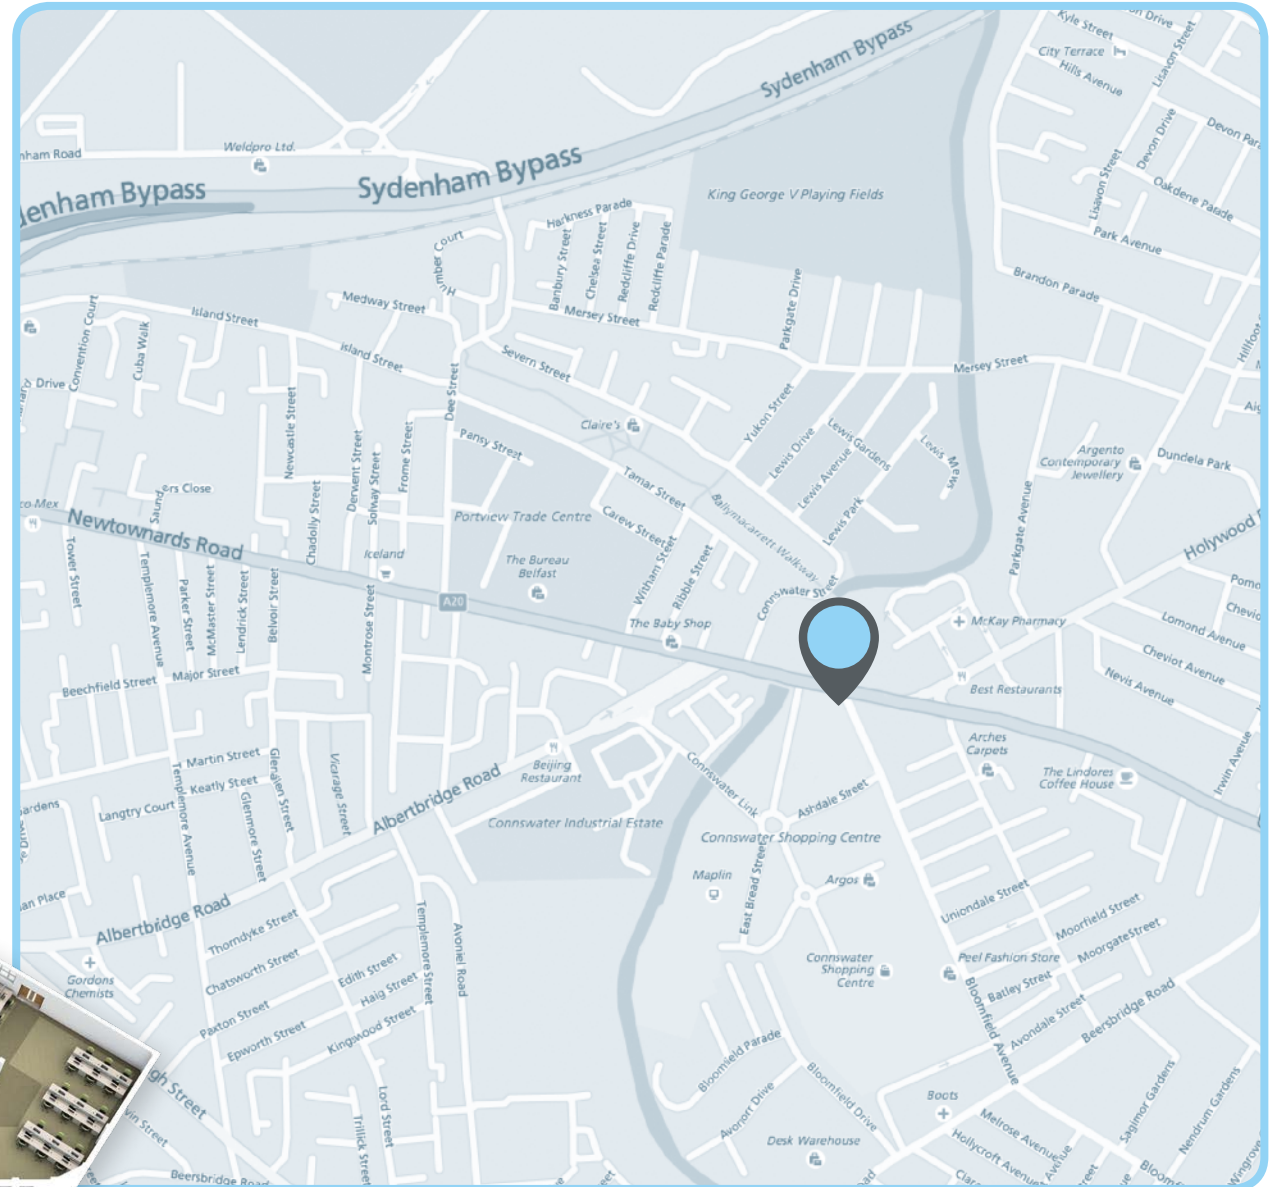 Sydenham Bypass
Kyle Street
City Terrace
Hills Avenue
Lisavon Street
Devon Drive
Weldpro Ltd.
Sydenham Bypass
King George V Playing Fields
Lisavon Street
Oakdene Parade
Park Avenue
Harkness Parade
Banbury Street
Chelsea Street
Redcliffe Drive
Redcliffe Parade
Brandon Parade
Medway Street
Island Street
Mersey Street
Parkgate Drive
Convention Court
Cuba Walk
Island Street
Severn Street
Mersey Street
Dee Street
Newcastle Street
Yukon Street
Claire's
Pansy Street
Derwent Street
Solway Street
Frome Street
Lewis Drive
Lewis Gardens
Lewis Avenue
Lewis Mews
Lewis Park
Argento
Contemporary
Jewellery
Dundela Park
Tamar Street
Ballymacarrett Walkway
Carew Street
Portview Trade Centre
Chadolly Street
Newtownards Road
Iceland
The Bureau
Belfast
Witham Street
Ribble Street
Parkgate Avenue
Connswater Street
A20
The Baby Shop
McKay Pharmacy
Tower Street
Templemore Avenue
Parker Street
McMaster Street
Lendrick Street
Belvoir Street
Montrose Street
Lomond Avenue
Cheviot Avenue
Nevis Avenue
Best Restaurants
Beechfield Street
Major Street
Arches
Carpets
The Lindores
Coffee House
Irwin Avenue
Martin Street
Keatly Street
Langtry Court
Templemore Avenue
Glenallen Street
Glenmore Street
Vicarage Street
Beijing
Restaurant
Albertbridge Road
Connswater Link
Ashdale Street
Connswater Industrial Estate
Connswater Shopping Centre
Maplin
Argos
East Bread Street
Uniondale Street
Moorfield Street
Moorgate Street
Albertbridge Road
Thorndyke Street
Chatsworth Street
Templemore Street
Avoniel Road
Gordons
Chemists
Edith Street
Haig Street
Paxton Street
Epworth Street
Kingwood Street
Connswater
Shopping
Centre
Peel Fashion Store
Batley Street
Avondale Street
Beersbridge Road
Bloomfield Avenue
Bloomfield Parade
Bloomfield Drive
Avonport Drive
Lord Street
Trillick Street
Boots
Desk Warehouse
Melrose Avenue
Hollycroft Avenue
Sagimor Gardens
Nendrum Gardens
Beersbridge Road